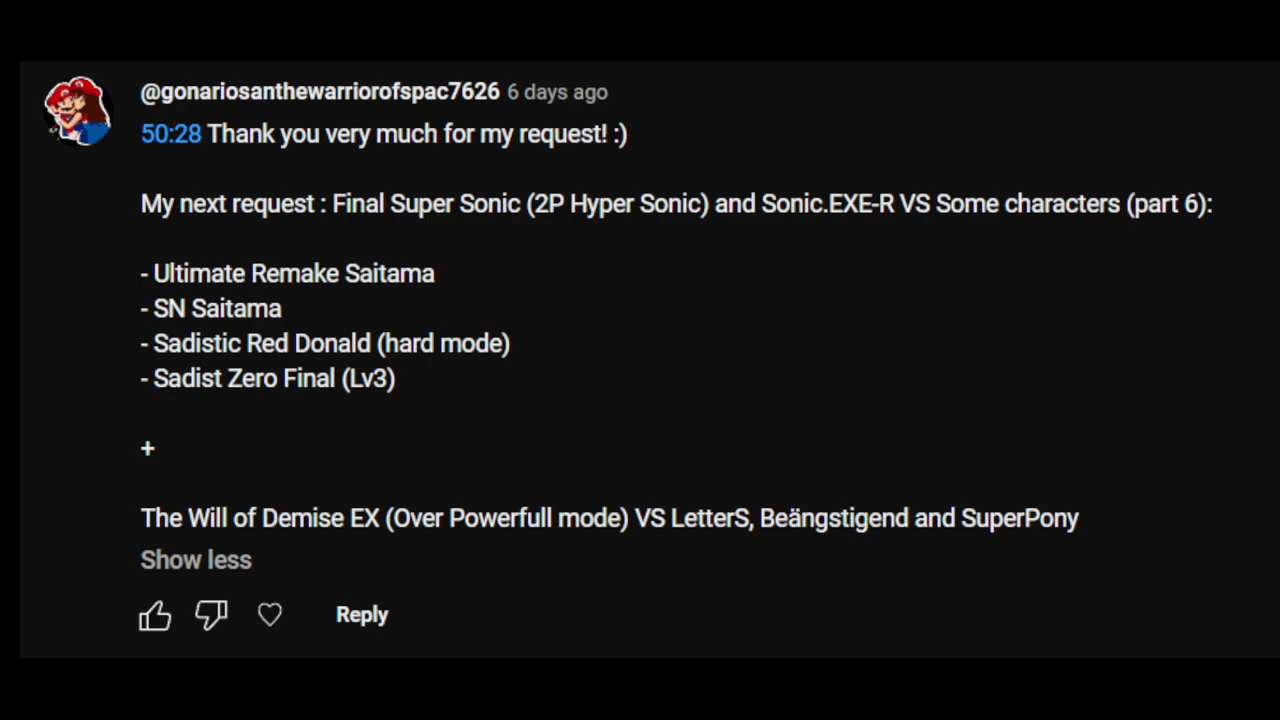 @gonariosanthewarriorofspac7626 6 days ago
50:28 Thank you very much for my request! :)
My next request : Final Super Sonic (2P Hyper Sonic) and Sonic.EXE-R VS Some characters (part 6):
- Ultimate Remake Saitama
- SN Saitama
- Sadistic Red Donald (hard mode)
- Sadist Zero Final (Lv3)
+
The Will of Demise EX (Over Powerfull mode) VS LetterS, Beängstigend and SuperPony
Show less
Reply